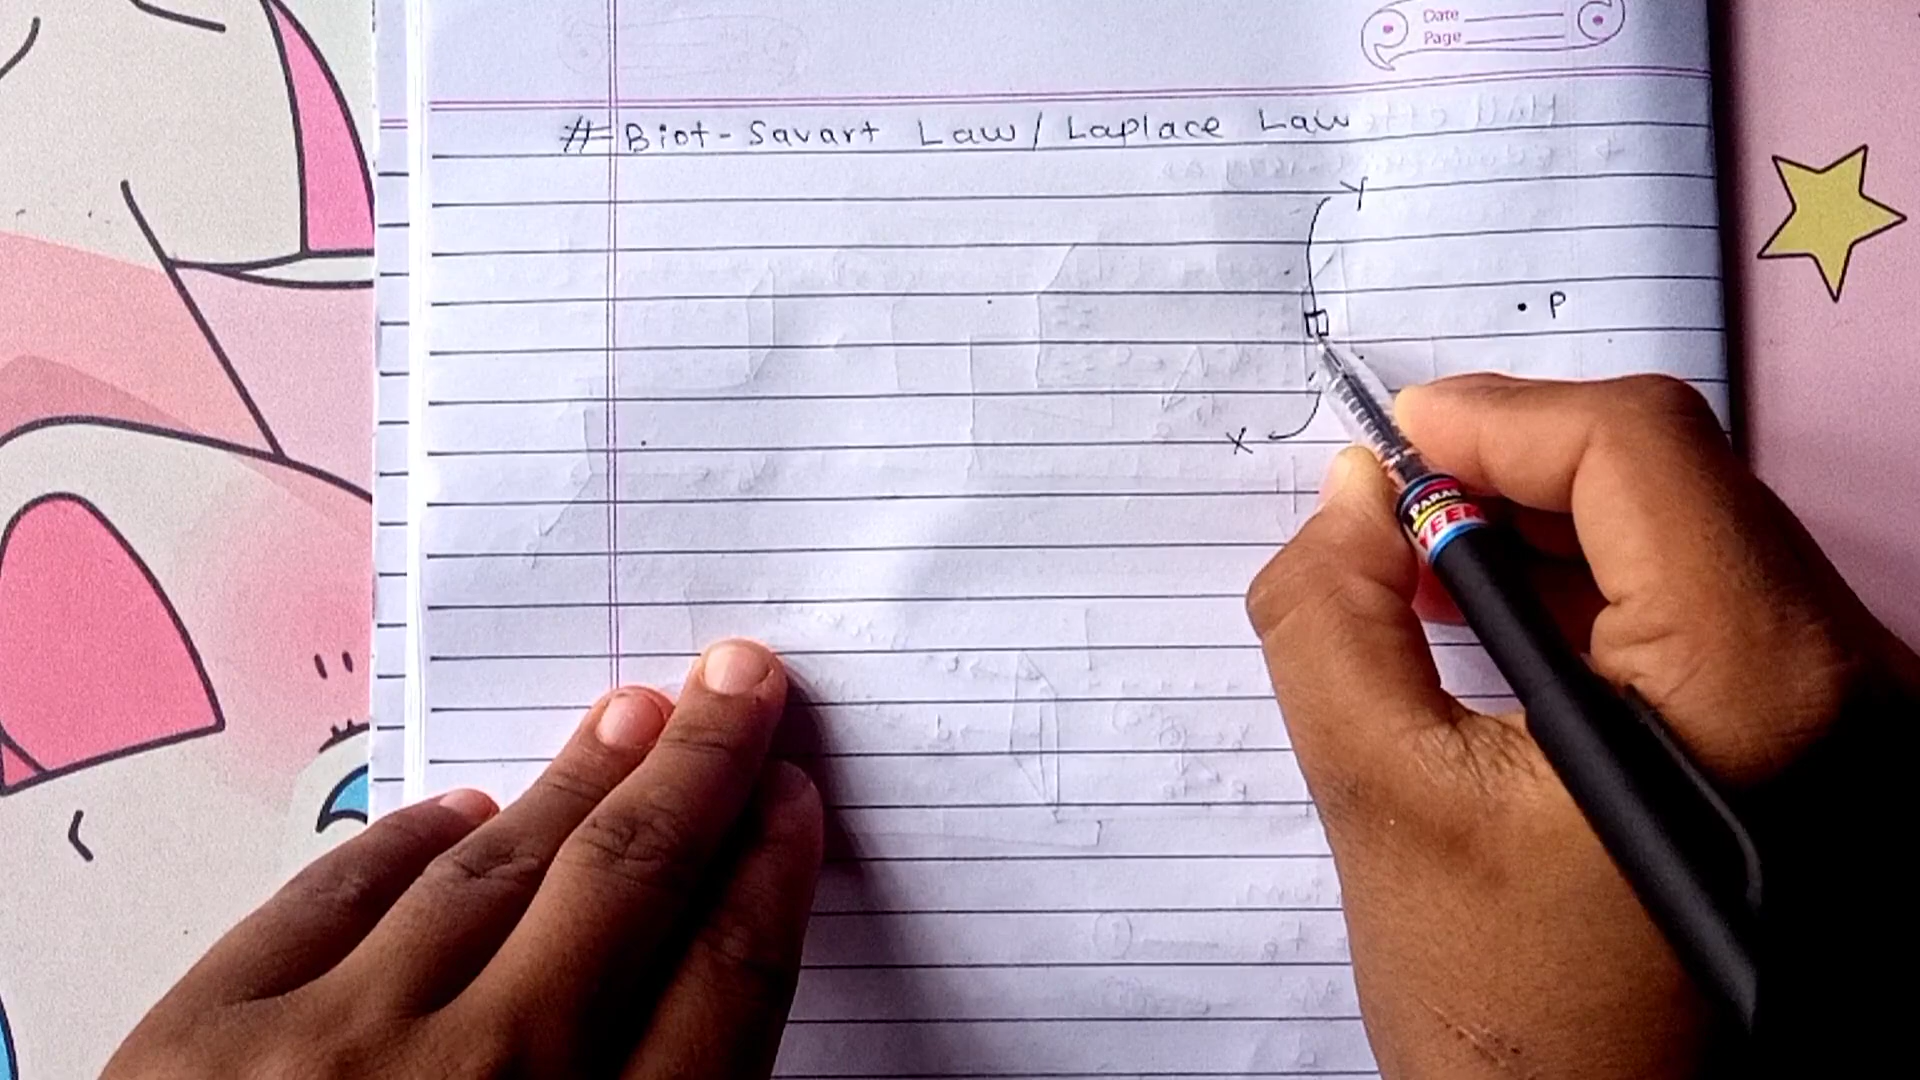 Date
Page
# Biot-Savart Law / Laplace Law
Y
P
X